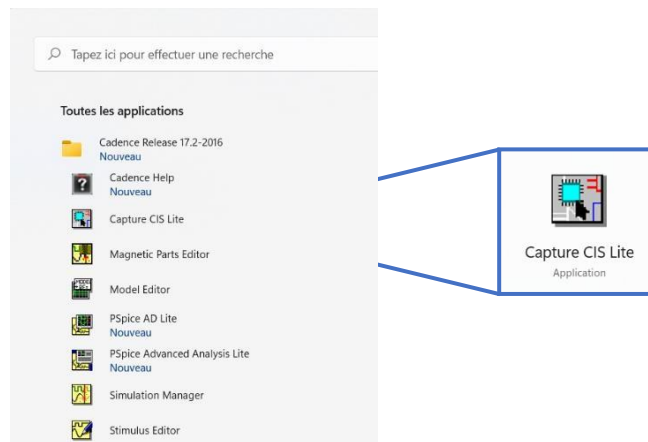 Tapez ici pour effectuer une recherche
Toutes les applications
Cadence Release 17.2-2016
Nouveau
Cadence Help
Nouveau
Capture CIS Lite
Magnetic Parts Editor
Model Editor
PSpice AD Lite
Nouveau
PSpice Advanced Analysis Lite
Nouveau
Simulation Manager
Stimulus Editor
Capture CIS Lite
Application